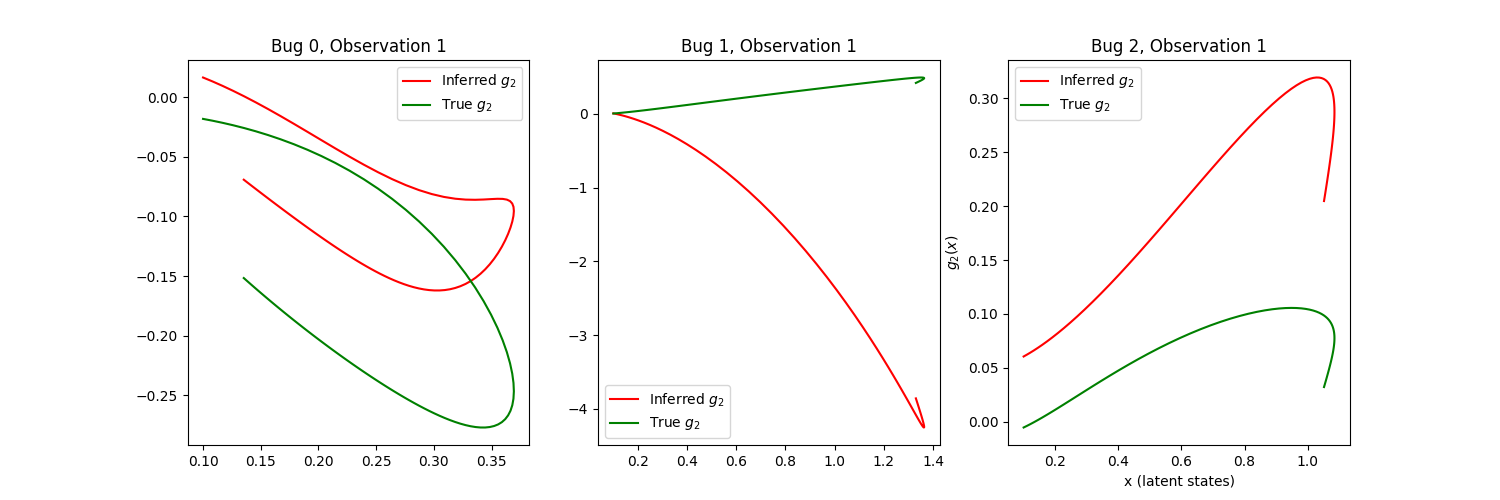 Bug 0, Observation 1
Inferred g₂
True g₂
0.00
−0.05
−0.10
−0.15
−0.20
−0.25
0.10 0.15 0.20 0.25 0.30 0.35
Bug 1, Observation 1
0
−1
−2
−3
−4
Inferred g₂
True g₂
0.2 0.4 0.6 0.8 1.0 1.2 1.4
Bug 2, Observation 1
Inferred g₂
True g₂
g₂(x)
0.30
0.25
0.20
0.15
0.10
0.05
0.00
0.2 0.4 0.6 0.8 1.0
x (latent states)